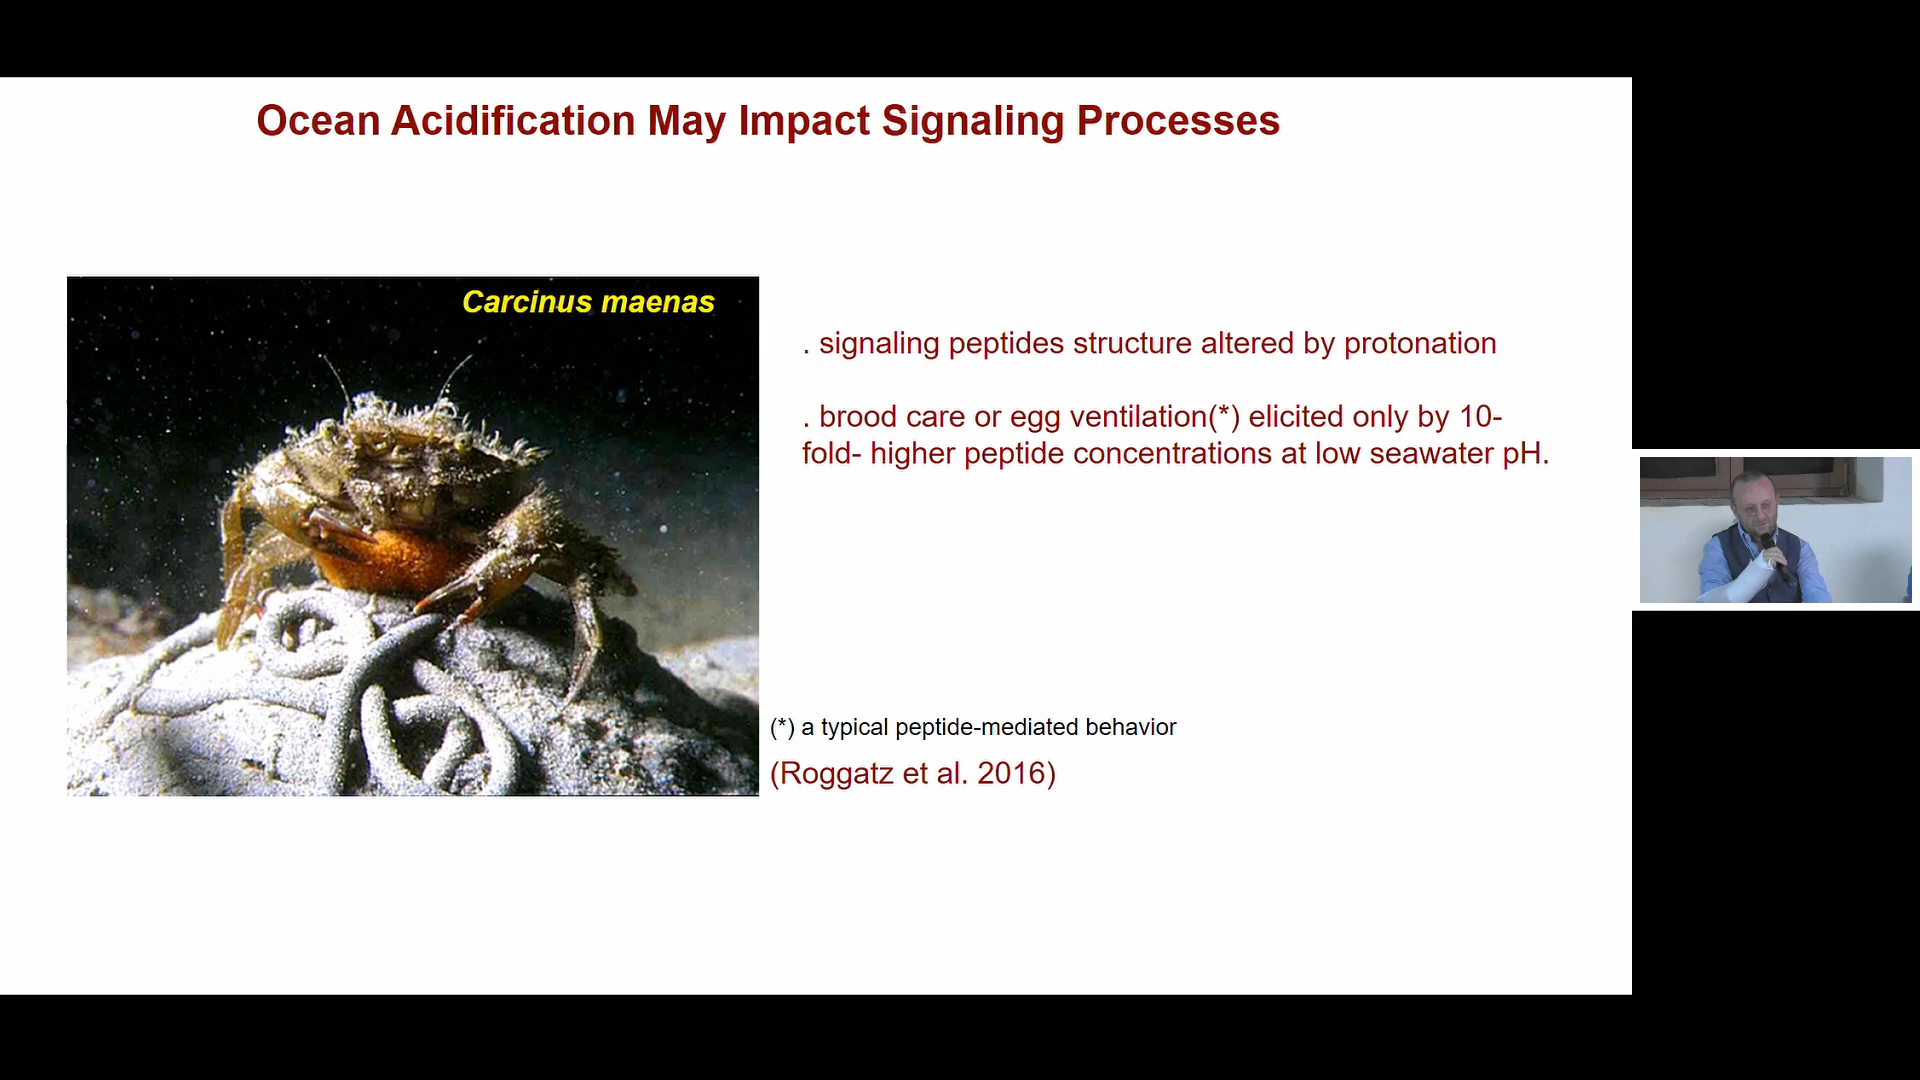 Ocean Acidification May Impact Signaling Processes
Carcinus maenas
. signaling peptides structure altered by protonation
. brood care or egg ventilation(*) elicited only by 10-
fold- higher peptide concentrations at low seawater pH.
(*) a typical peptide-mediated behavior
(Roggatz et al. 2016)